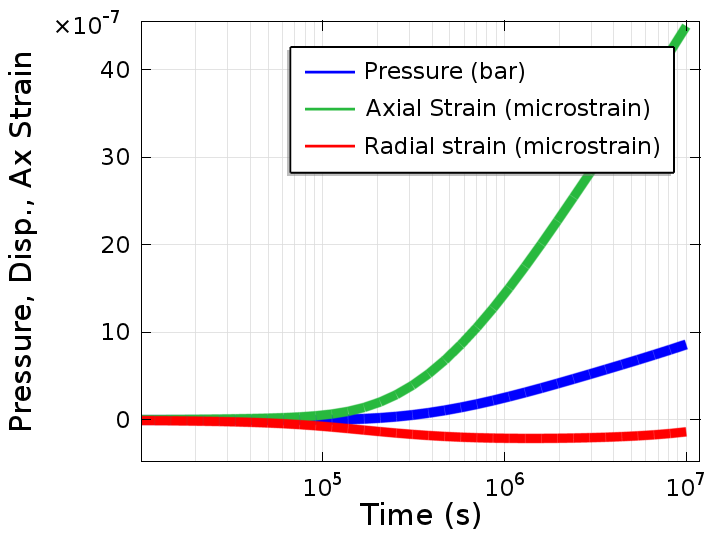 ×10⁻⁷
Pressure, Disp., Ax Strain
40
30
20
10
0
Pressure (bar)
Axial Strain (microstrain)
Radial strain (microstrain)
10⁵ 10⁶ 10⁷
Time (s)